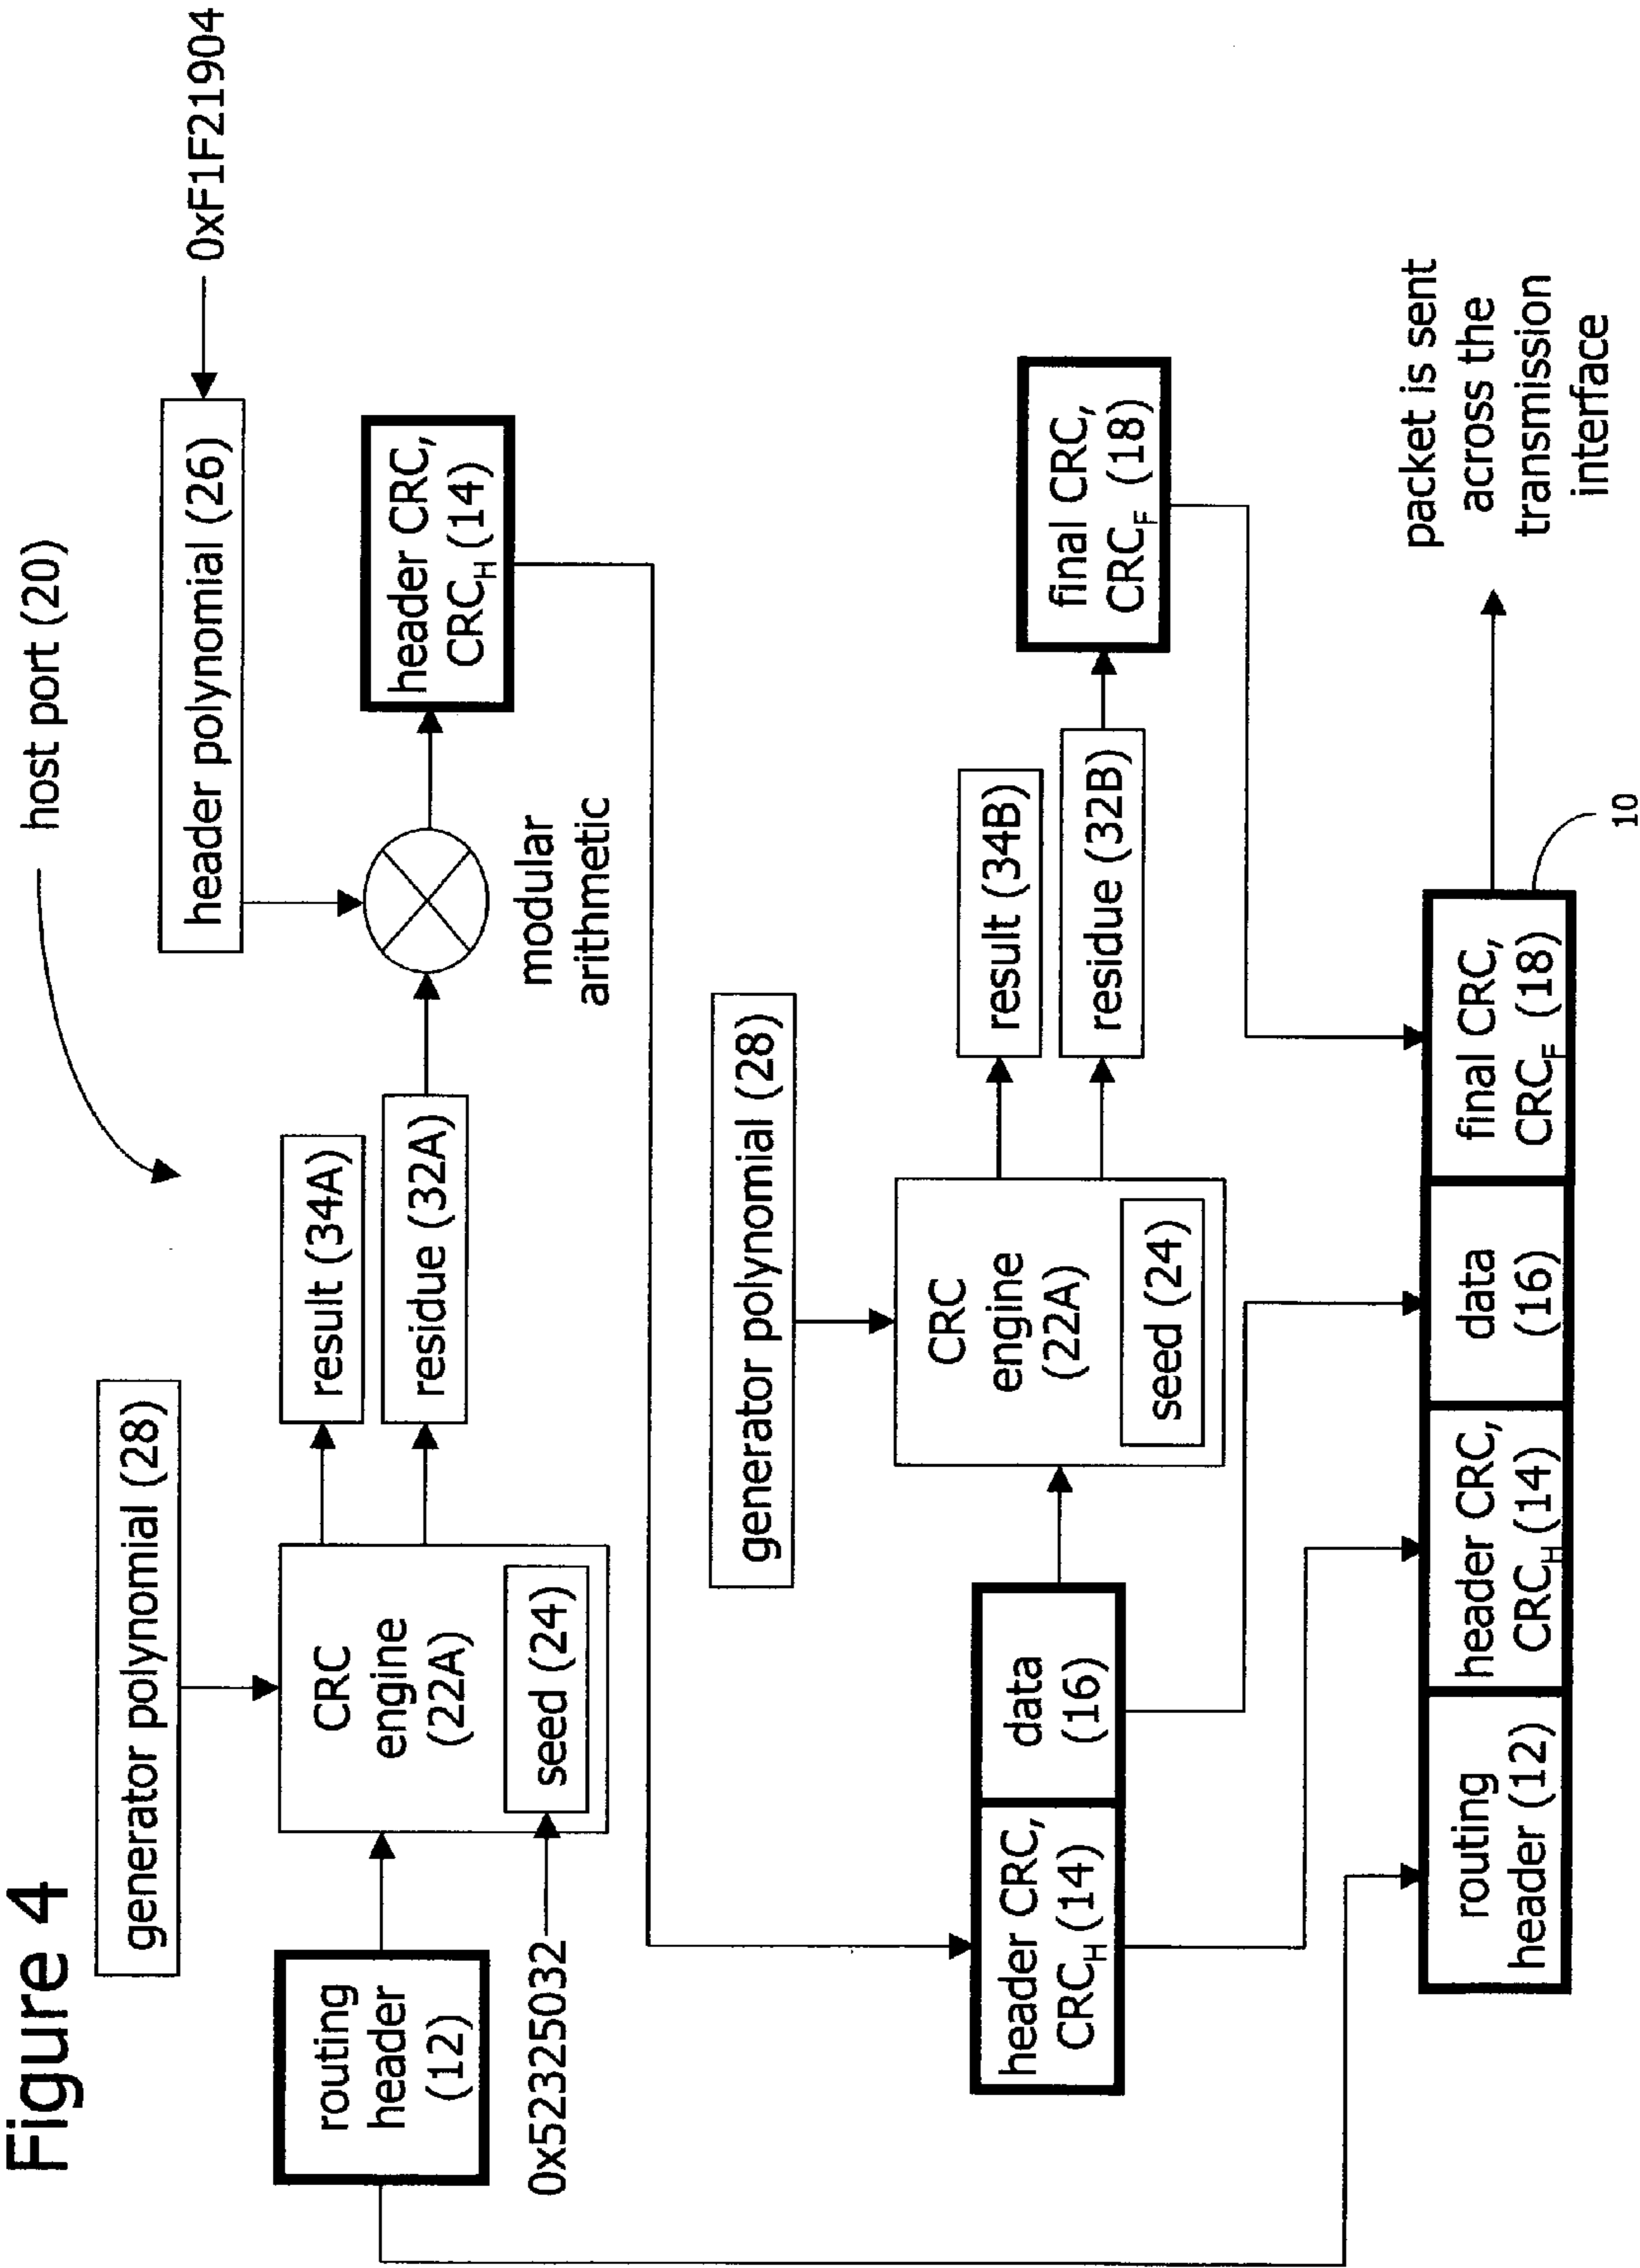 Figure 4
host port (20)
generator polynomial (28)
header polynomial (26)
0xF1F21904
routing
header
(12)
CRC
engine
(22A)
seed (24)
0x52325032
result (34A)
residue (32A)
modular
arithmetic
header CRC,
CRCH (14)
generator polynomial (28)
header CRC,
CRCH (14)
data
(16)
CRC
engine
(22A)
seed (24)
result (34B)
residue (32B)
final CRC,
CRCF (18)
routing
header (12)
header CRC,
CRCH (14)
data
(16)
final CRC,
CRCF (18)
10
packet is sent
across the
transmission
interface